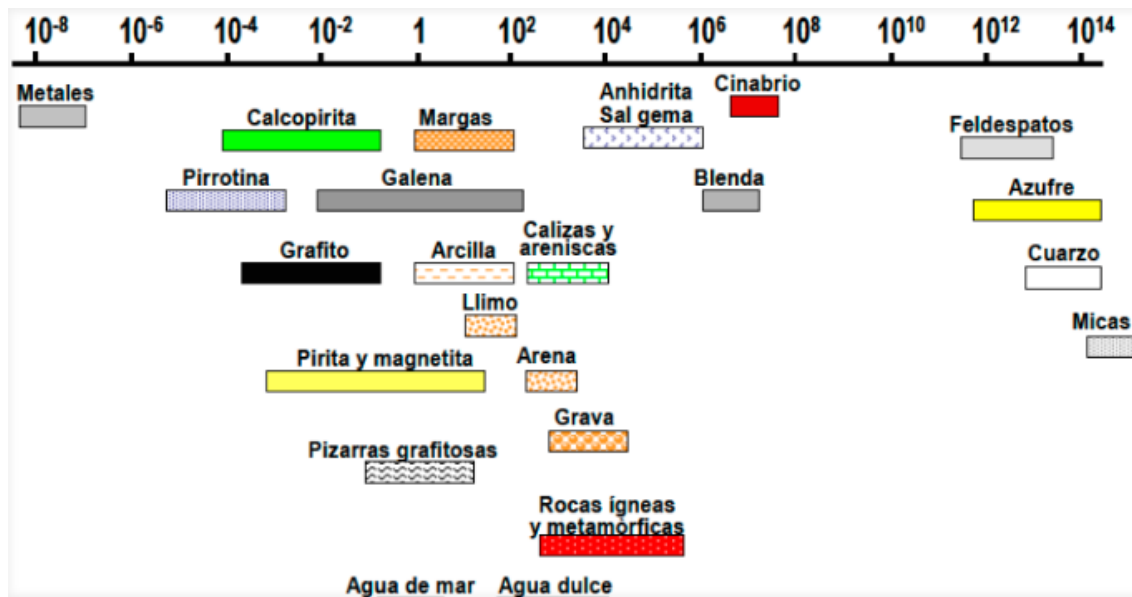 10⁻⁸ 10⁻⁶ 10⁻⁴ 10⁻² 1 10² 10⁴ 10⁶ 10⁸ 10¹⁰ 10¹² 10¹⁴
Metales
Calcopirita
Margas
Anhidrita
Sal gema
Cinabrio
Feldespatos
Pirrotina
Galena
Blenda
Azufre
Grafito
Arcilla
Calizas y
areniscas
Cuarzo
Llimo
Micas
Pirita y magnetita
Arena
Grava
Pizarras grafitosas
Rocas ígneas
y metamòrficas
Agua de mar
Agua dulce